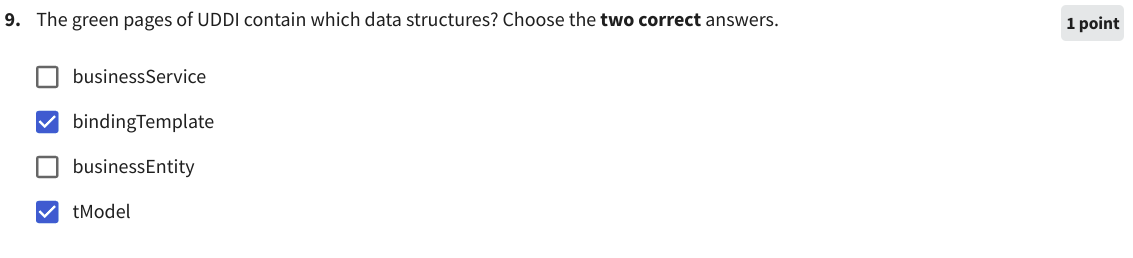 9. The green pages of UDDI contain which data structures? Choose the two correct answers.
1 point
businessService
bindingTemplate
businessEntity
tModel